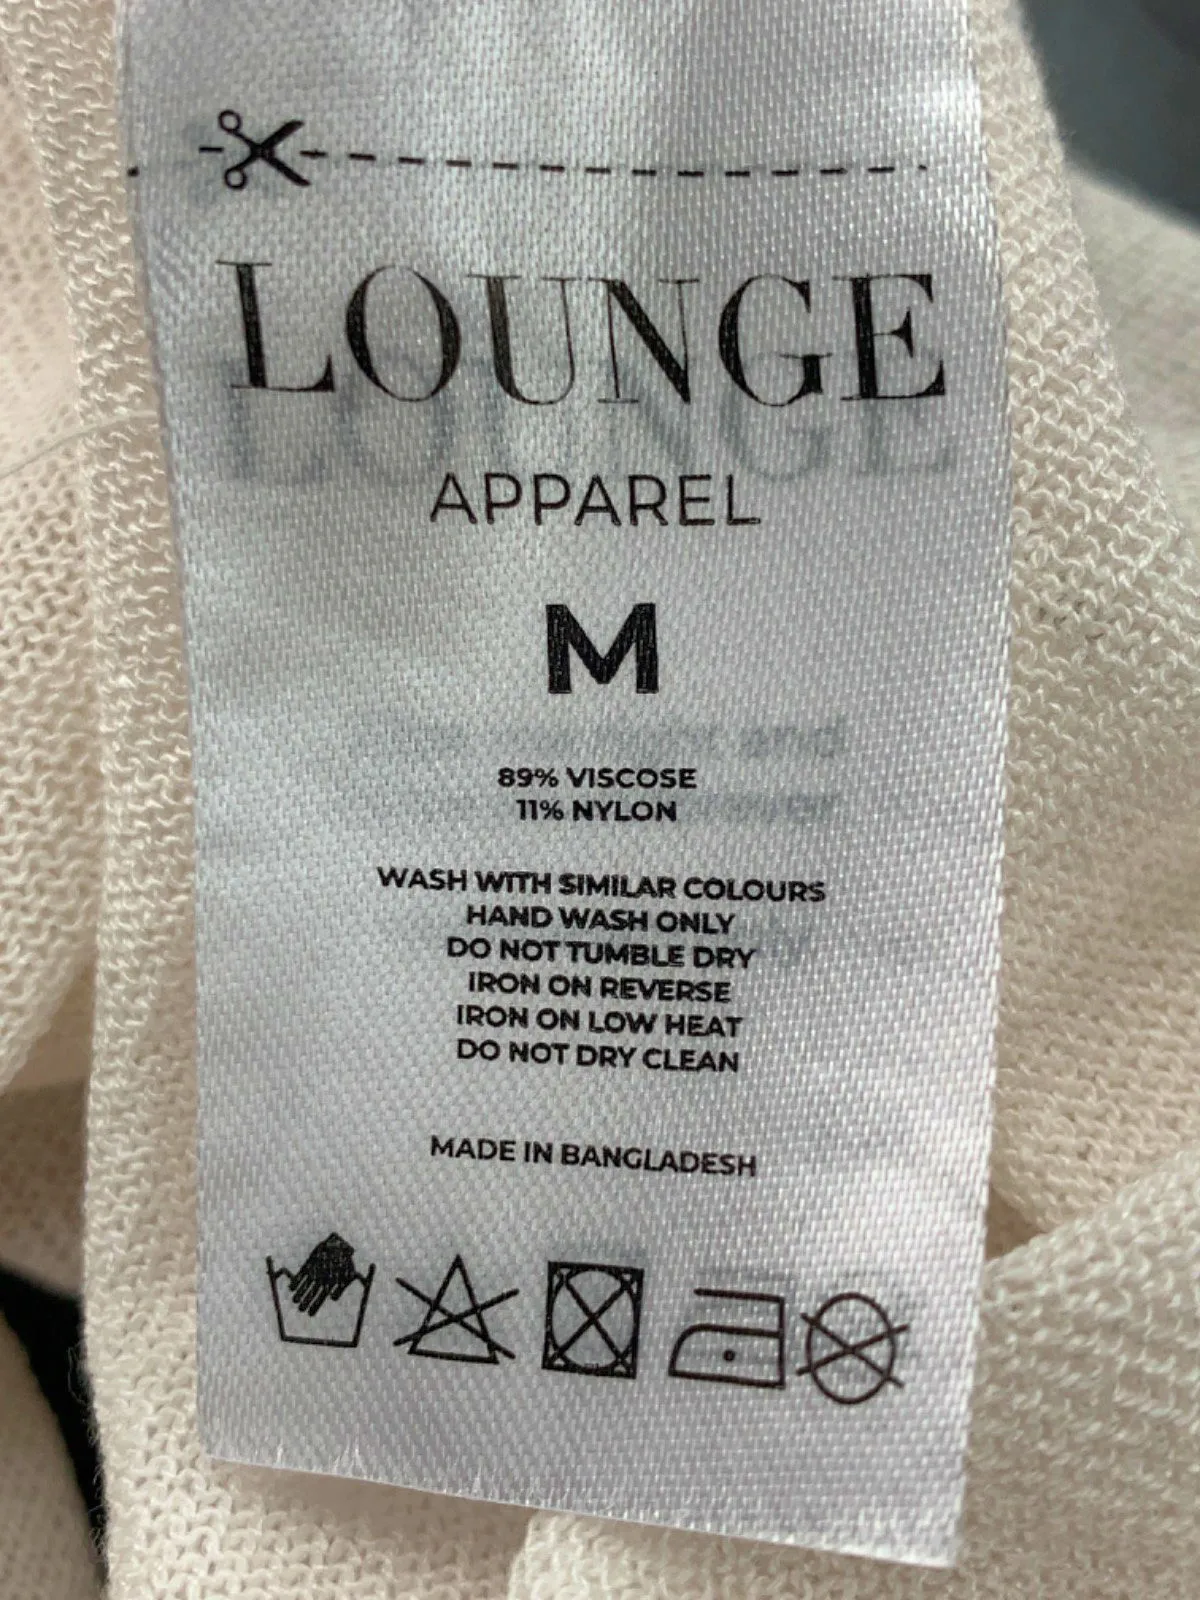 LOUNGE
APPAREL
M
89% VISCOSE
11% NYLON
WASH WITH SIMILAR COLOURS
HAND WASH ONLY
DO NOT TUMBLE DRY
IRON ON REVERSE
IRON ON LOW HEAT
DO NOT DRY CLEAN
MADE IN BANGLADESH